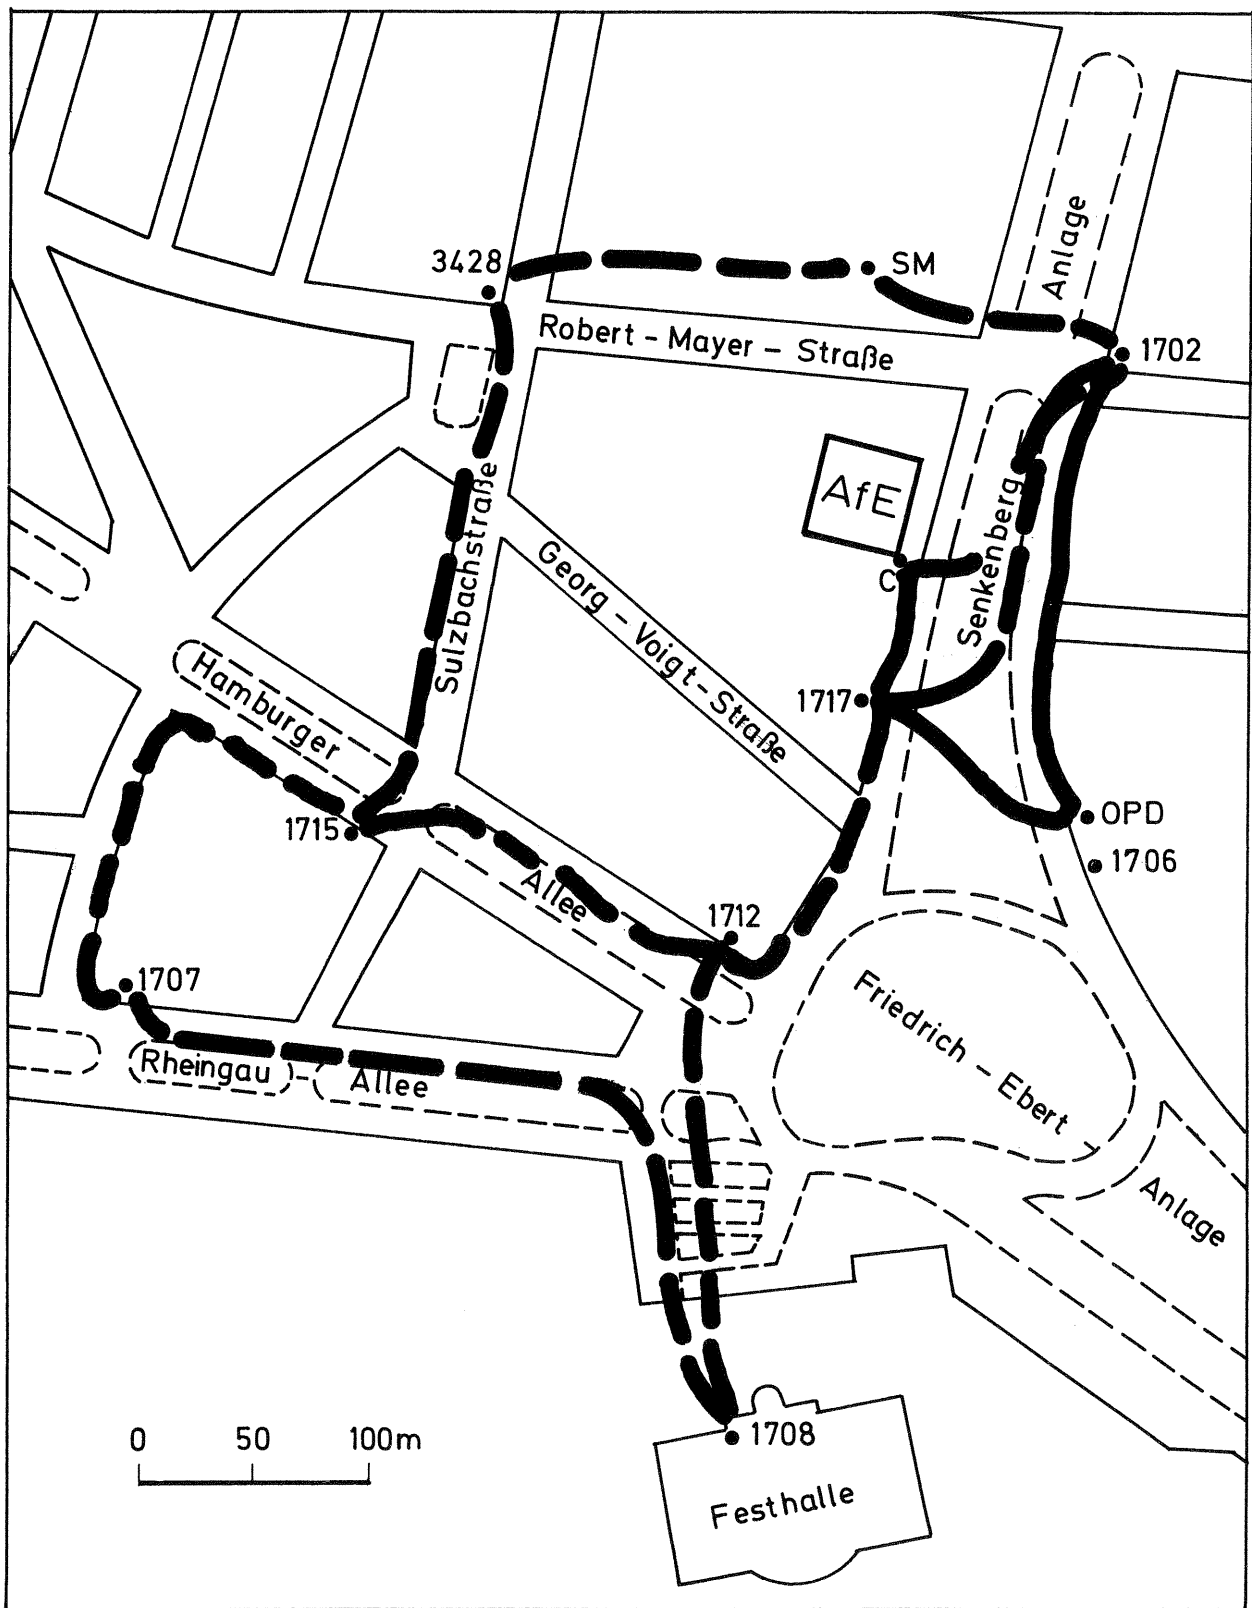 Anlage
3428
SM
Robert - Mayer - Straße
1702
AfE
Senkenberg
Sulzbachstraße
Georg - Voigt - Straße
C
Hamburger
1717
1715
OPD
1706
Allee
1712
1707
Friedrich - Ebert
Rheingau - Allee
Anlage
0 50 100m
1708
Festhalle